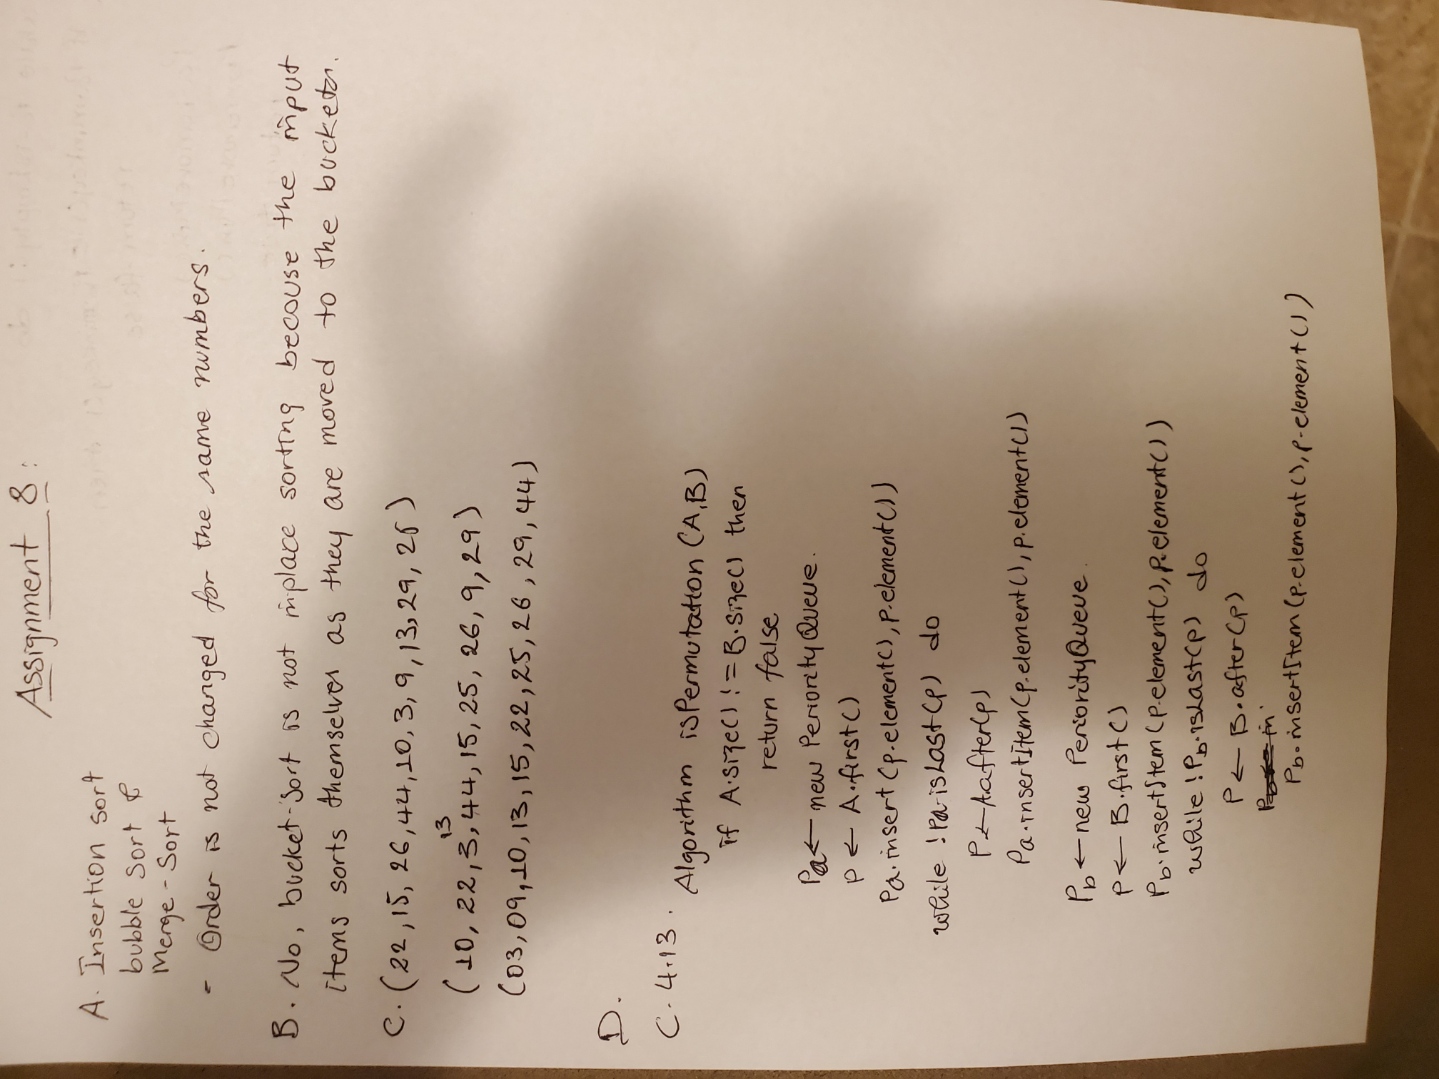 Assignment 8:
A. Insertion sort
bubble sort &
Merge-Sort
- Order is not changed for the same numbers.
B. No, bucket-sort is not inplace sorting becouse the input
items sorts themselves as they are moved to the buckets.
C. (22,15, 26,44,10, 3, 9, 13, 29, 25)
13
(10, 22, 3, 44, 15, 25, 26, 9, 29)
(03,09,10,13,15,22,25,26,29,44)
D.
C. 4.13.
Algorithm isPermutation (A,B)
if A.size() != B.size() then
return false
Pa ← new PeriorityQueue.
p ← A.first()
Pa.insert (p.element(), p.element())
while !Pa.isLast(p) do
P ← A.after(p)
Pa.insertItem(p.element(), p.element())
Pb ← new PeriorityQueue.
p ← B.first()
Pb.insertItem (p.element(), p.element())
while !Pb.isLast(p) do
P ← B.after(p)
Pb.insertItem (p.element(), p.element())